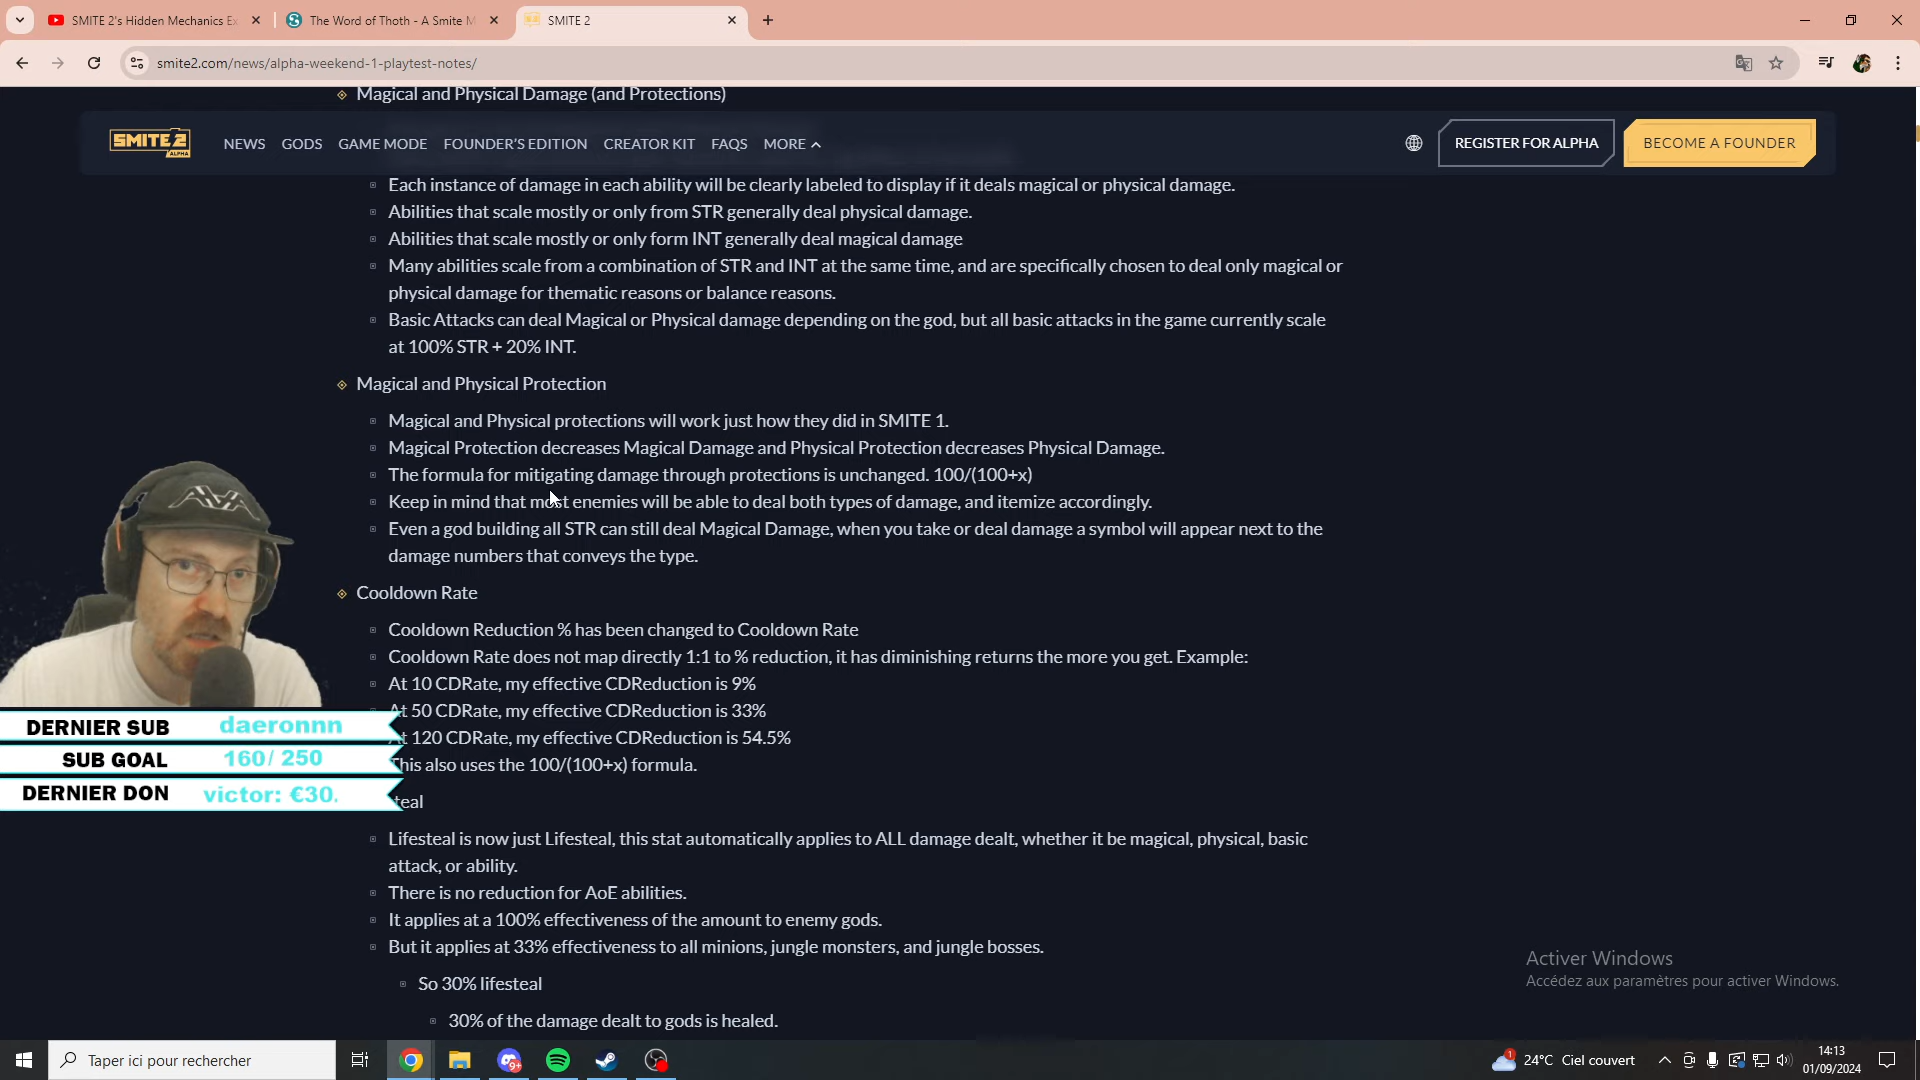 SMITE 2's Hidden Mechanics Ex
The Word of Thoth - A Smite M
SMITE 2
smite2.com/news/alpha-weekend-1-playtest-notes/
Magical and Physical Damage (and Protections)
SMITE 2
ALPHA
NEWS
GODS
GAME MODE
FOUNDER'S EDITION
CREATOR KIT
FAQS
MORE
REGISTER FOR ALPHA
BECOME A FOUNDER
Each instance of damage in each ability will be clearly labeled to display if it deals magical or physical damage.
Abilities that scale mostly or only from STR generally deal physical damage.
Abilities that scale mostly or only form INT generally deal magical damage
Many abilities scale from a combination of STR and INT at the same time, and are specifically chosen to deal only magical or
physical damage for thematic reasons or balance reasons.
Basic Attacks can deal Magical or Physical damage depending on the god, but all basic attacks in the game currently scale
at 100% STR + 20% INT.
Magical and Physical Protection
Magical and Physical protections will work just how they did in SMITE 1.
Magical Protection decreases Magical Damage and Physical Protection decreases Physical Damage.
The formula for mitigating damage through protections is unchanged. 100/(100+x)
Keep in mind that most enemies will be able to deal both types of damage, and itemize accordingly.
Even a god building all STR can still deal Magical Damage, when you take or deal damage a symbol will appear next to the
damage numbers that conveys the type.
Cooldown Rate
Cooldown Reduction % has been changed to Cooldown Rate
Cooldown Rate does not map directly 1:1 to % reduction, it has diminishing returns the more you get. Example:
At 10 CDRate, my effective CDReduction is 9%
At 50 CDRate, my effective CDReduction is 33%
At 120 CDRate, my effective CDReduction is 54.5%
This also uses the 100/(100+x) formula.
steal
Lifesteal is now just Lifesteal, this stat automatically applies to ALL damage dealt, whether it be magical, physical, basic
attack, or ability.
There is no reduction for AoE abilities.
It applies at a 100% effectiveness of the amount to enemy gods.
But it applies at 33% effectiveness to all minions, jungle monsters, and jungle bosses.
So 30% lifesteal
30% of the damage dealt to gods is healed.
DERNIER SUB daeronnn
SUB GOAL 160/ 250
DERNIER DON victor: €30.
Activer Windows
Accédez aux paramètres pour activer Windows.
Taper ici pour rechercher
9+
1
24°C Ciel couvert
14:13
01/09/2024